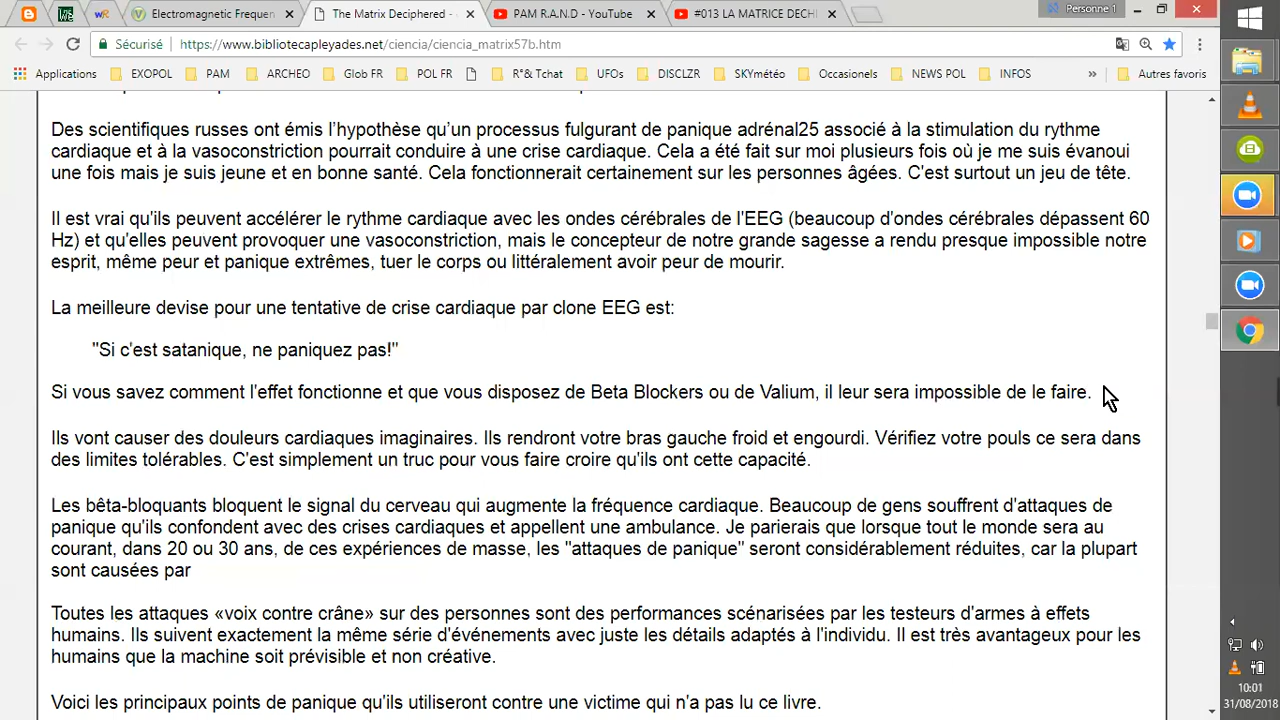 Electromagnetic Frequen
The Matrix Deciphered -
PAM R.A.N.D - YouTube
#013 LA MATRICE DECHI
Personne 1
Sécurisé
https://www.bibliotecapleyades.net/ciencia/ciencia_matrix57b.htm
Applications
EXOPOL
PAM
ARCHEO
Glob FR
POL FR
R°& Tchat
UFOs
DISCLZR
SKYmétéo
Occasionels
NEWS POL
INFOS
»
Autres favoris
Des scientifiques russes ont émis l'hypothèse qu'un processus fulgurant de panique adrénal25 associé à la stimulation du rythme
cardiaque et à la vasoconstriction pourrait conduire à une crise cardiaque. Cela a été fait sur moi plusieurs fois où je me suis évanoui
une fois mais je suis jeune et en bonne santé. Cela fonctionnerait certainement sur les personnes âgées. C'est surtout un jeu de tête.
Il est vrai qu'ils peuvent accélérer le rythme cardiaque avec les ondes cérébrales de l'EEG (beaucoup d'ondes cérébrales dépassent 60
Hz) et qu'elles peuvent provoquer une vasoconstriction, mais le concepteur de notre grande sagesse a rendu presque impossible notre
esprit, même peur et panique extrêmes, tuer le corps ou littéralement avoir peur de mourir.
La meilleure devise pour une tentative de crise cardiaque par clone EEG est:
"Si c'est satanique, ne paniquez pas!"
Si vous savez comment l'effet fonctionne et que vous disposez de Beta Blockers ou de Valium, il leur sera impossible de le faire.
Ils vont causer des douleurs cardiaques imaginaires. Ils rendront votre bras gauche froid et engourdi. Vérifiez votre pouls ce sera dans
des limites tolérables. C'est simplement un truc pour vous faire croire qu'ils ont cette capacité.
Les bêta-bloquants bloquent le signal du cerveau qui augmente la fréquence cardiaque. Beaucoup de gens souffrent d'attaques de
panique qu'ils confondent avec des crises cardiaques et appellent une ambulance. Je parierais que lorsque tout le monde sera au
courant, dans 20 ou 30 ans, de ces expériences de masse, les "attaques de panique" seront considérablement réduites, car la plupart
sont causées par
Toutes les attaques «voix contre crâne» sur des personnes sont des performances scénarisées par les testeurs d'armes à effets
humains. Ils suivent exactement la même série d'événements avec juste les détails adaptés à l'individu. Il est très avantageux pour les
humains que la machine soit prévisible et non créative.
Voici les principaux points de panique qu'ils utiliseront contre une victime qui n'a pas lu ce livre.
10:01
31/08/2018